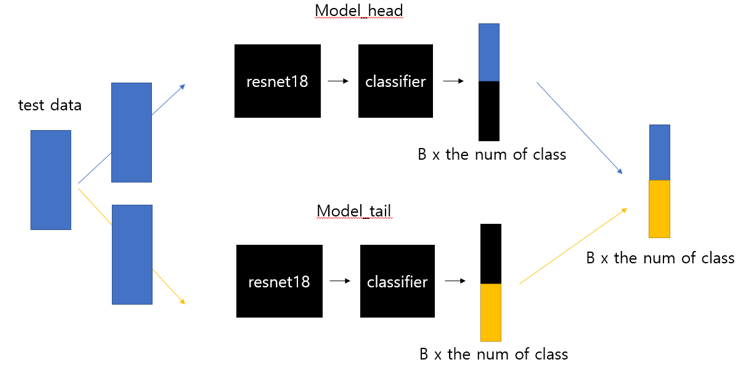 Model_head
resnet18
classifier
test data
B x the num of class
Model_tail
B x the num of class
resnet18
classifier
B x the num of class